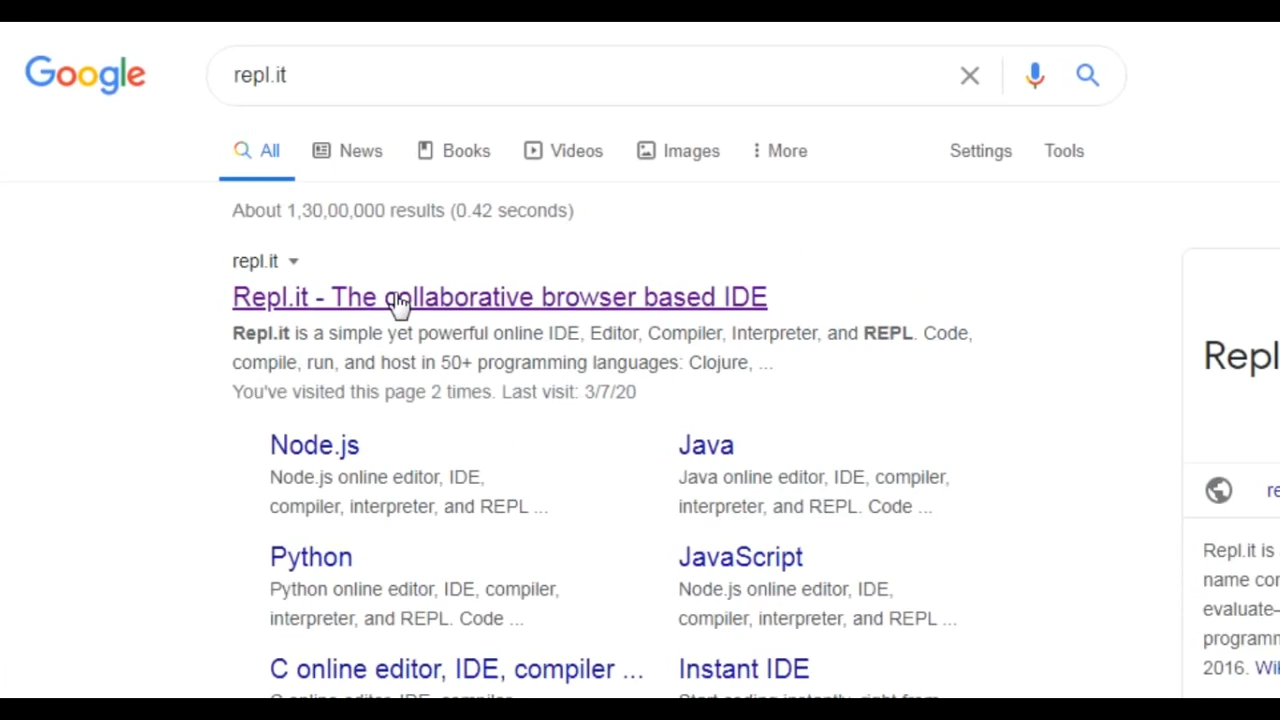 Google
repl.it
All News Books Videos Images More Settings Tools
About 1,30,00,000 results (0.42 seconds)
repl.it
Repl.it - The collaborative browser based IDE
Repl.it is a simple yet powerful online IDE, Editor, Compiler, Interpreter, and REPL. Code,
compile, run, and host in 50+ programming languages: Clojure, ...
You've visited this page 2 times. Last visit: 3/7/20
Node.js
Node.js online editor, IDE,
compiler, interpreter, and REPL ...
Java
Java online editor, IDE, compiler,
interpreter, and REPL. Code ...
Python
Python online editor, IDE, compiler,
interpreter, and REPL. Code ...
JavaScript
Node.js online editor, IDE,
compiler, interpreter, and REPL ...
C online editor, IDE, compiler ...
Instant IDE
Repl
re
Repl.it is
name con
evaluate–
programm
2016. Wik